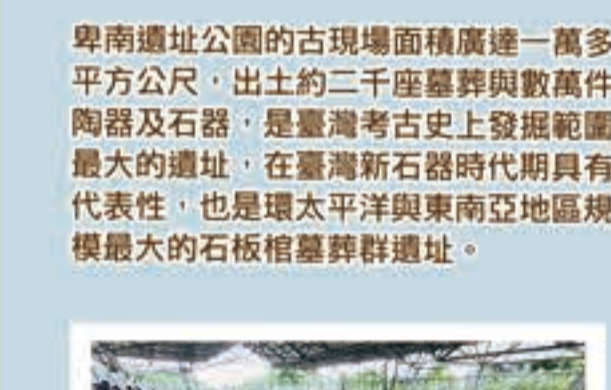 卑南遺址公園的古現場面積廣達一萬多
平方公尺，出土約二千座墓葬與數萬件
陶器及石器，是臺灣考古史上發掘範圍
最大的遺址，在臺灣新石器時代期具有
代表性，也是環太平洋與東南亞地區規
模最大的石板棺墓葬群遺址。